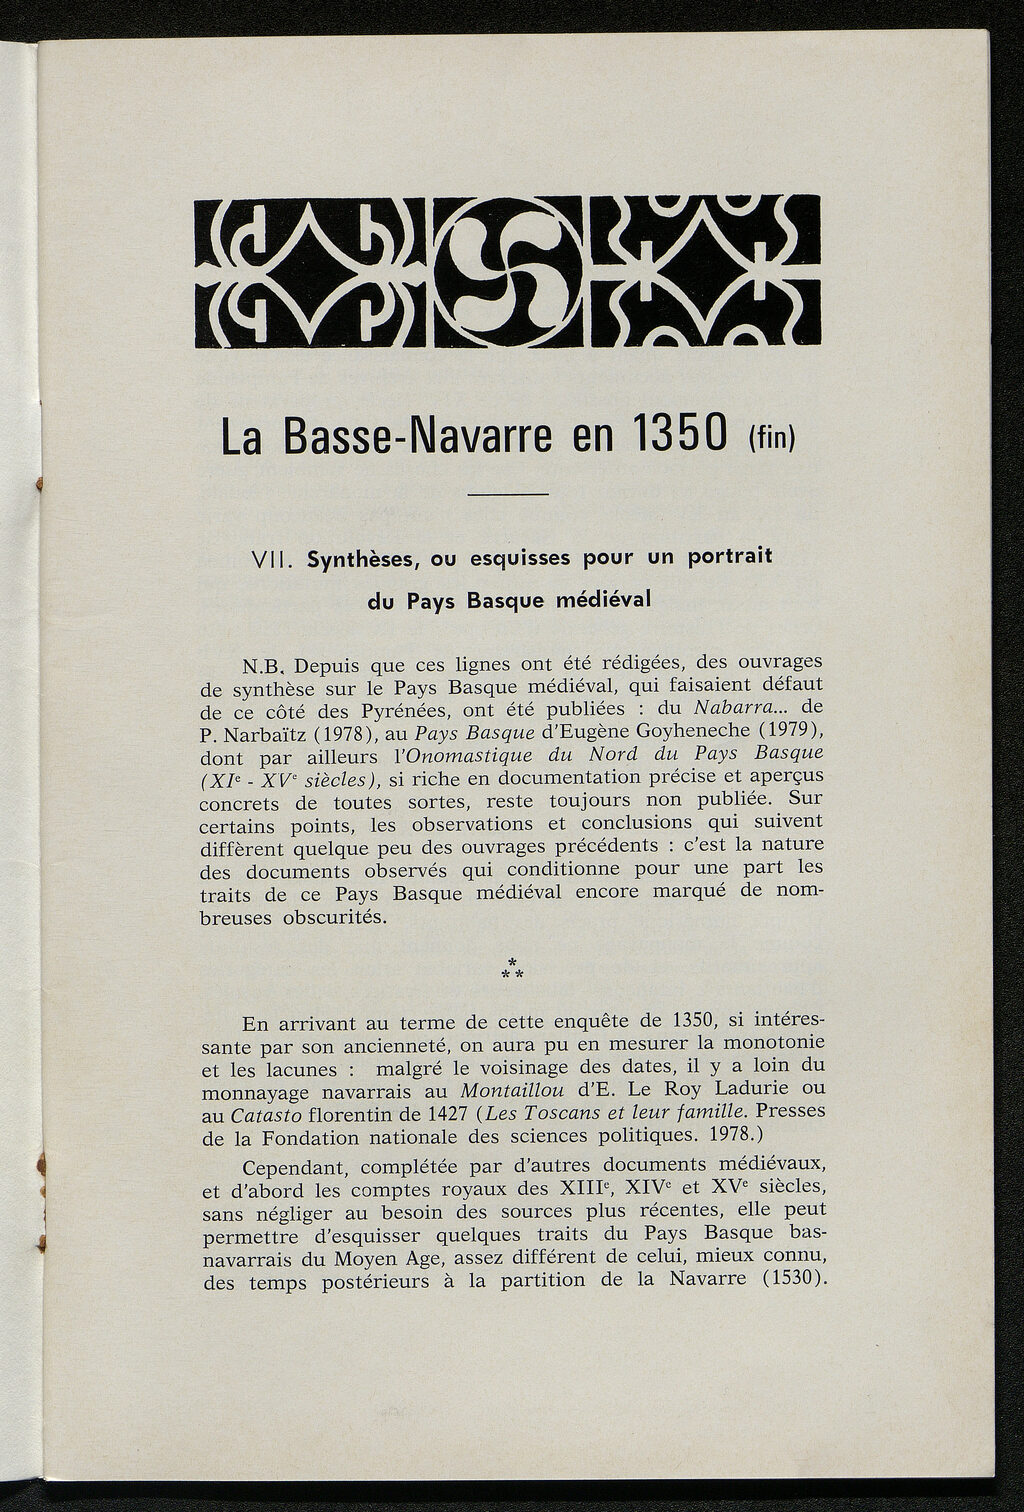 La Basse-Navarre en 1350 (fin)
VII. Synthèses, ou esquisses pour un portrait
du Pays Basque médiéval
N.B. Depuis que ces lignes ont été rédigées, des ouvrages
de synthèse sur le Pays Basque médiéval, qui faisaient défaut
de ce côté des Pyrénées, ont été publiées : du Nabarra... de
P. Narbaïtz (1978), au Pays Basque d'Eugène Goyheneche (1979),
dont par ailleurs l'Onomastique du Nord du Pays Basque
(XIe - XVe siècles), si riche en documentation précise et aperçus
concrets de toutes sortes, reste toujours non publiée. Sur
certains points, les observations et conclusions qui suivent
diffèrent quelque peu des ouvrages précédents : c'est la nature
des documents observés qui conditionne pour une part les
traits de ce Pays Basque médiéval encore marqué de nom-
breuses obscurités.
*
**
En arrivant au terme de cette enquête de 1350, si intéres-
sante par son ancienneté, on aura pu en mesurer la monotonie
et les lacunes : malgré le voisinage des dates, il y a loin du
monnayage navarrais au Montaillou d'E. Le Roy Ladurie ou
au Catasto florentin de 1427 (Les Toscans et leur famille. Presses
de la Fondation nationale des sciences politiques. 1978.)
Cependant, complétée par d'autres documents médiévaux,
et d'abord les comptes royaux des XIIIe, XIVe et XVe siècles,
sans négliger au besoin des sources plus récentes, elle peut
permettre d'esquisser quelques traits du Pays Basque bas-
navarrais du Moyen Age, assez différent de celui, mieux connu,
des temps postérieurs à la partition de la Navarre (1530).